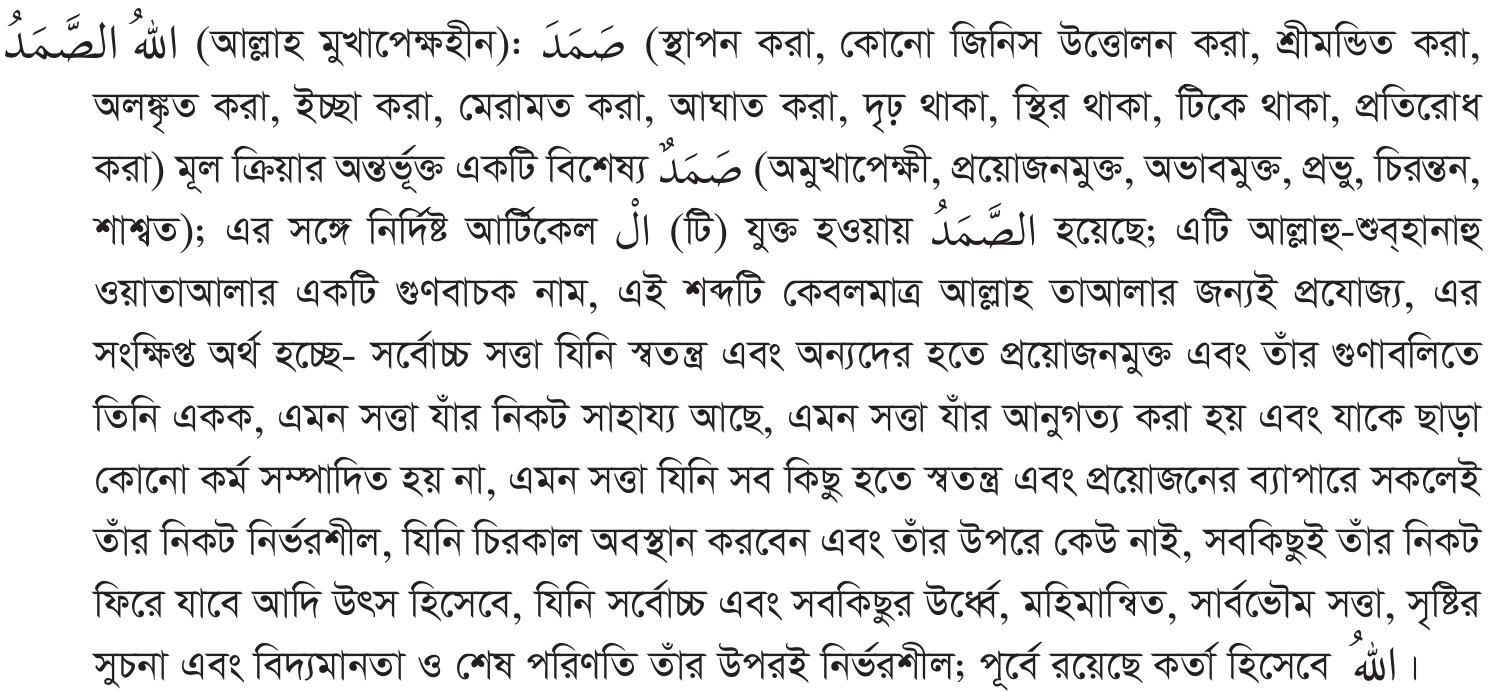 اللهُ الصَّمَدُ (আল্লাহ মুখাপেক্ষহীন): صَمَدَ (স্থাপন করা, কোনো জিনিস উত্তোলন করা, শ্রীমন্ডিত করা,
অলঙ্কৃত করা, ইচ্ছা করা, মেরামত করা, আঘাত করা, দৃঢ় থাকা, স্থির থাকা, টিকে থাকা, প্রতিরোধ
করা) মূল ক্রিয়ার অন্তর্ভূক্ত একটি বিশেষ্য صَمَدٌ (অমুখাপেক্ষী, প্রয়োজনমুক্ত, অভাবমুক্ত, প্রভু, চিরন্তন,
শাশ্বত); এর সঙ্গে নির্দিষ্ট আর্টিকেল الْ (টি) যুক্ত হওয়ায় الصَّمَدُ হয়েছে; এটি আল্লাহু-শুব্‌হানাহু
ওয়াতাআলার একটি গুণবাচক নাম, এই শব্দটি কেবলমাত্র আল্লাহ তাআলার জন্যই প্রযোজ্য, এর
সংক্ষিপ্ত অর্থ হচ্ছে- সর্বোচ্চ সত্তা যিনি স্বতন্ত্র এবং অন্যদের হতে প্রয়োজনমুক্ত এবং তাঁর গুণাবলিতে
তিনি একক, এমন সত্তা যাঁর নিকট সাহায্য আছে, এমন সত্তা যাঁর আনুগত্য করা হয় এবং যাকে ছাড়া
কোনো কর্ম সম্পাদিত হয় না, এমন সত্তা যিনি সব কিছু হতে স্বতন্ত্র এবং প্রয়োজনের ব্যাপারে সকলেই
তাঁর নিকট নির্ভরশীল, যিনি চিরকাল অবস্থান করবেন এবং তাঁর উপরে কেউ নাই, সবকিছুই তাঁর নিকট
ফিরে যাবে আদি উৎস হিসেবে, যিনি সর্বোচ্চ এবং সবকিছুর উর্ধ্বে, মহিমান্বিত, সার্বভৌম সত্তা, সৃষ্টির
সুচনা এবং বিদ্যমানতা ও শেষ পরিণতি তাঁর উপরই নির্ভরশীল; পূর্বে রয়েছে কর্তা হিসেবে اللهُ ।